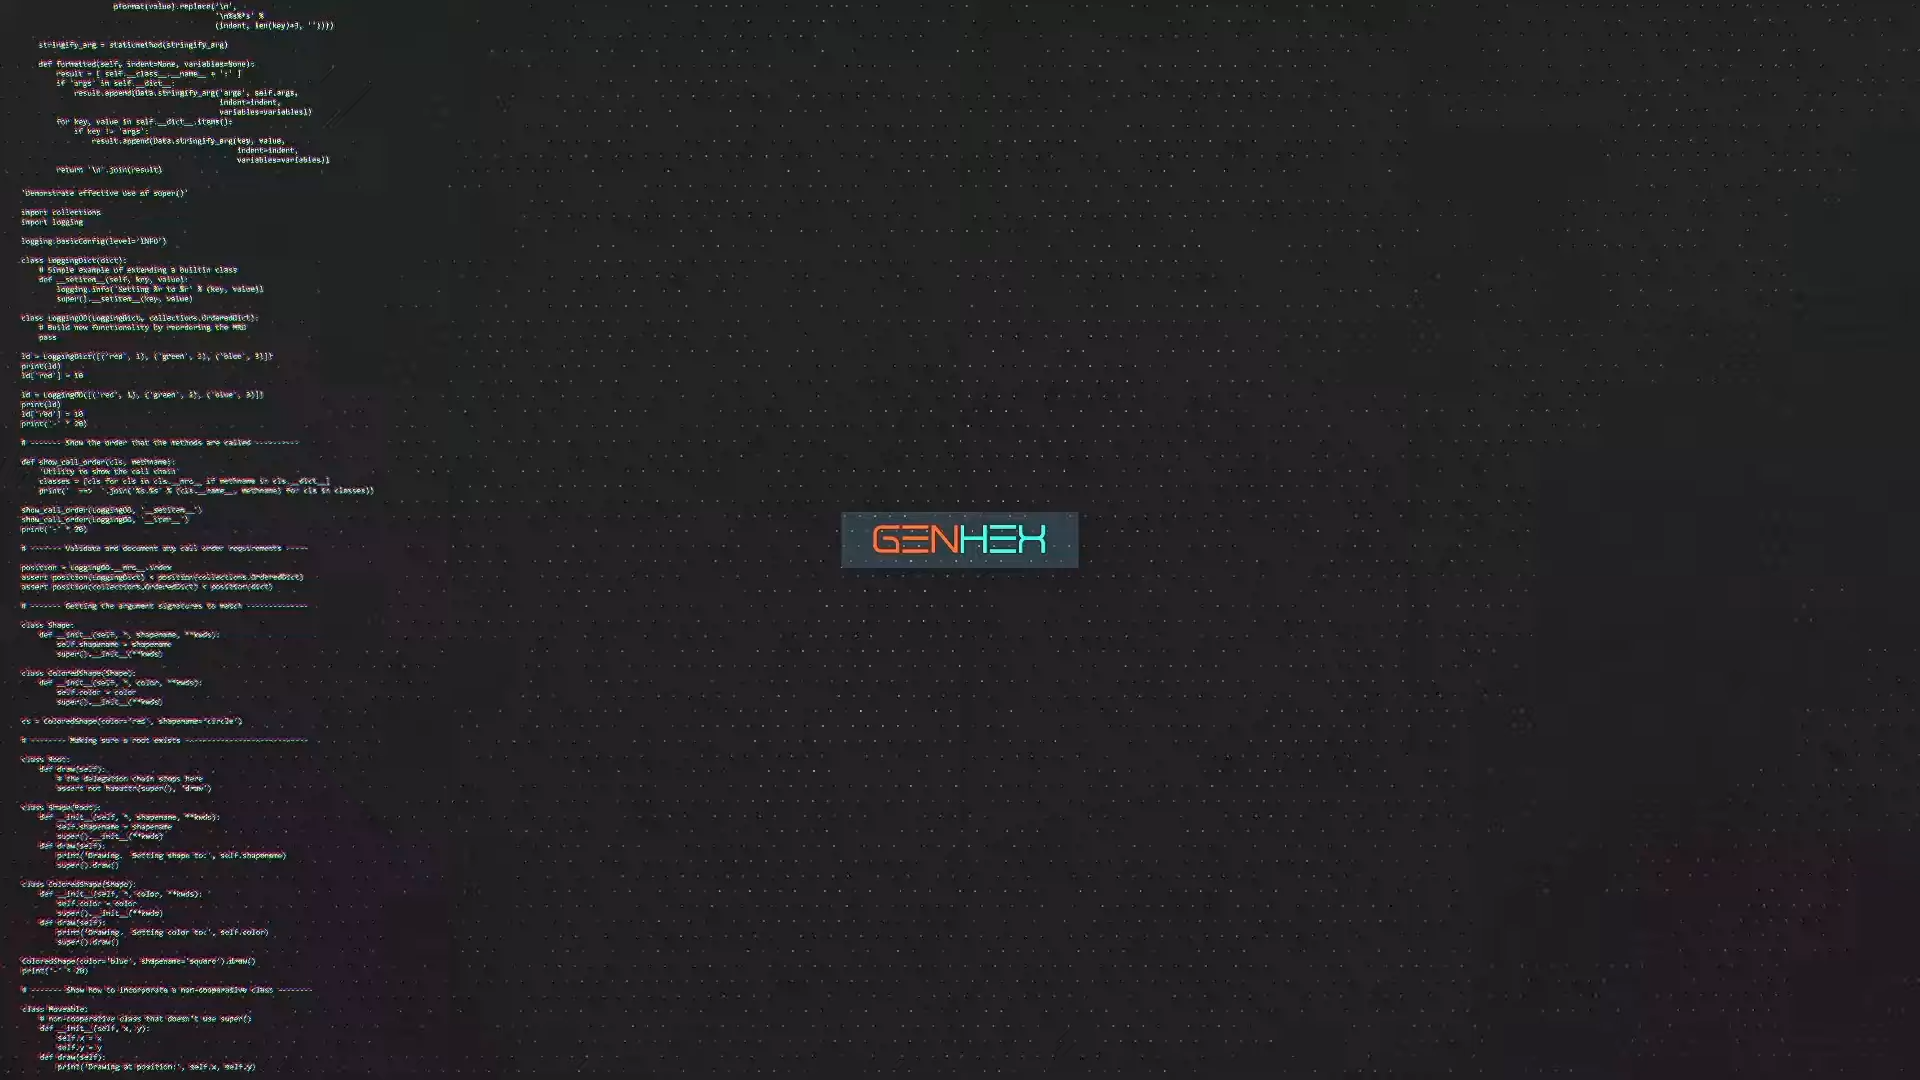 pformat(value).replace('\n',
'\n%s%*s' %
(indent, len(key)+3, ''))))
stringify_arg = staticmethod(stringify_arg)
def formatted(self, indent=None, variables=None):
result = [ self.__class__.__name__ + ':' ]
if 'args' in self.__dict__:
result.append(Data.stringify_arg('args', self.args,
indent=indent,
variables=variables))
for key, value in self.__dict__.items():
if key != 'args':
result.append(Data.stringify_arg(key, value,
indent=indent,
variables=variables))
return '\n'.join(result)
'Demonstrate effective use of super()'
import collections
import logging
logging.basicConfig(level='INFO')
class LoggingDict(dict):
# Simple example of extending a builtin class
def __setitem__(self, key, value):
logging.info('Setting %r to %r' % (key, value))
super().__setitem__(key, value)
class LoggingOD(LoggingDict, collections.OrderedDict):
# Build new functionality by reordering the MRO
pass
ld = LoggingDict([('red', 1), ('green', 2), ('blue', 3)])
print(ld)
ld['red'] = 10
ld = LoggingOD([('red', 1), ('green', 2), ('blue', 3)])
print(ld)
ld['red'] = 10
print('-' * 20)
# ------- Show the order that the methods are called ----------
def show_call_order(cls, methname):
'Utility to show the call chain'
classes = [cls for cls in cls.__mro__ if methname in cls.__dict__]
print('  ==>  '.join('%s.%s' % (cls.__name__, methname) for cls in classes))
show_call_order(LoggingOD, '__setitem__')
show_call_order(LoggingOD, '__iter__')
print('-' * 20)
# ------- Validate and document any call order requirements -----
position = LoggingOD.__mro__.index
assert position(LoggingDict) < position(collections.OrderedDict)
assert position(collections.OrderedDict) < position(dict)
# ------- Getting the argument signatures to match --------------
class Shape:
def __init__(self, *, shapename, **kwds):
self.shapename = shapename
super().__init__(**kwds)
class ColoredShape(Shape):
def __init__(self, *, color, **kwds):
self.color = color
super().__init__(**kwds)
cs = ColoredShape(color='red', shapename='circle')
# -------- Making sure a root exists ----------------------------
class Root:
def draw(self):
# the delegation chain stops here
assert not hasattr(super(), 'draw')
class Shape(Root):
def __init__(self, *, shapename, **kwds):
self.shapename = shapename
super().__init__(**kwds)
def draw(self):
print('Drawing.  Setting shape to:', self.shapename)
super().draw()
class ColoredShape(Shape):
def __init__(self, *, color, **kwds):
self.color = color
super().__init__(**kwds)
def draw(self):
print('Drawing.  Setting color to:', self.color)
super().draw()
ColoredShape(color='blue', shapename='square').draw()
print('-' * 20)
# ------- Show how to incorporate a non-cooperative class --------
class Moveable:
# non-cooperative class that doesn't use super()
def __init__(self, x, y):
self.x = x
self.y = y
def draw(self):
print('Drawing at position:', self.x, self.y)
GENHEX